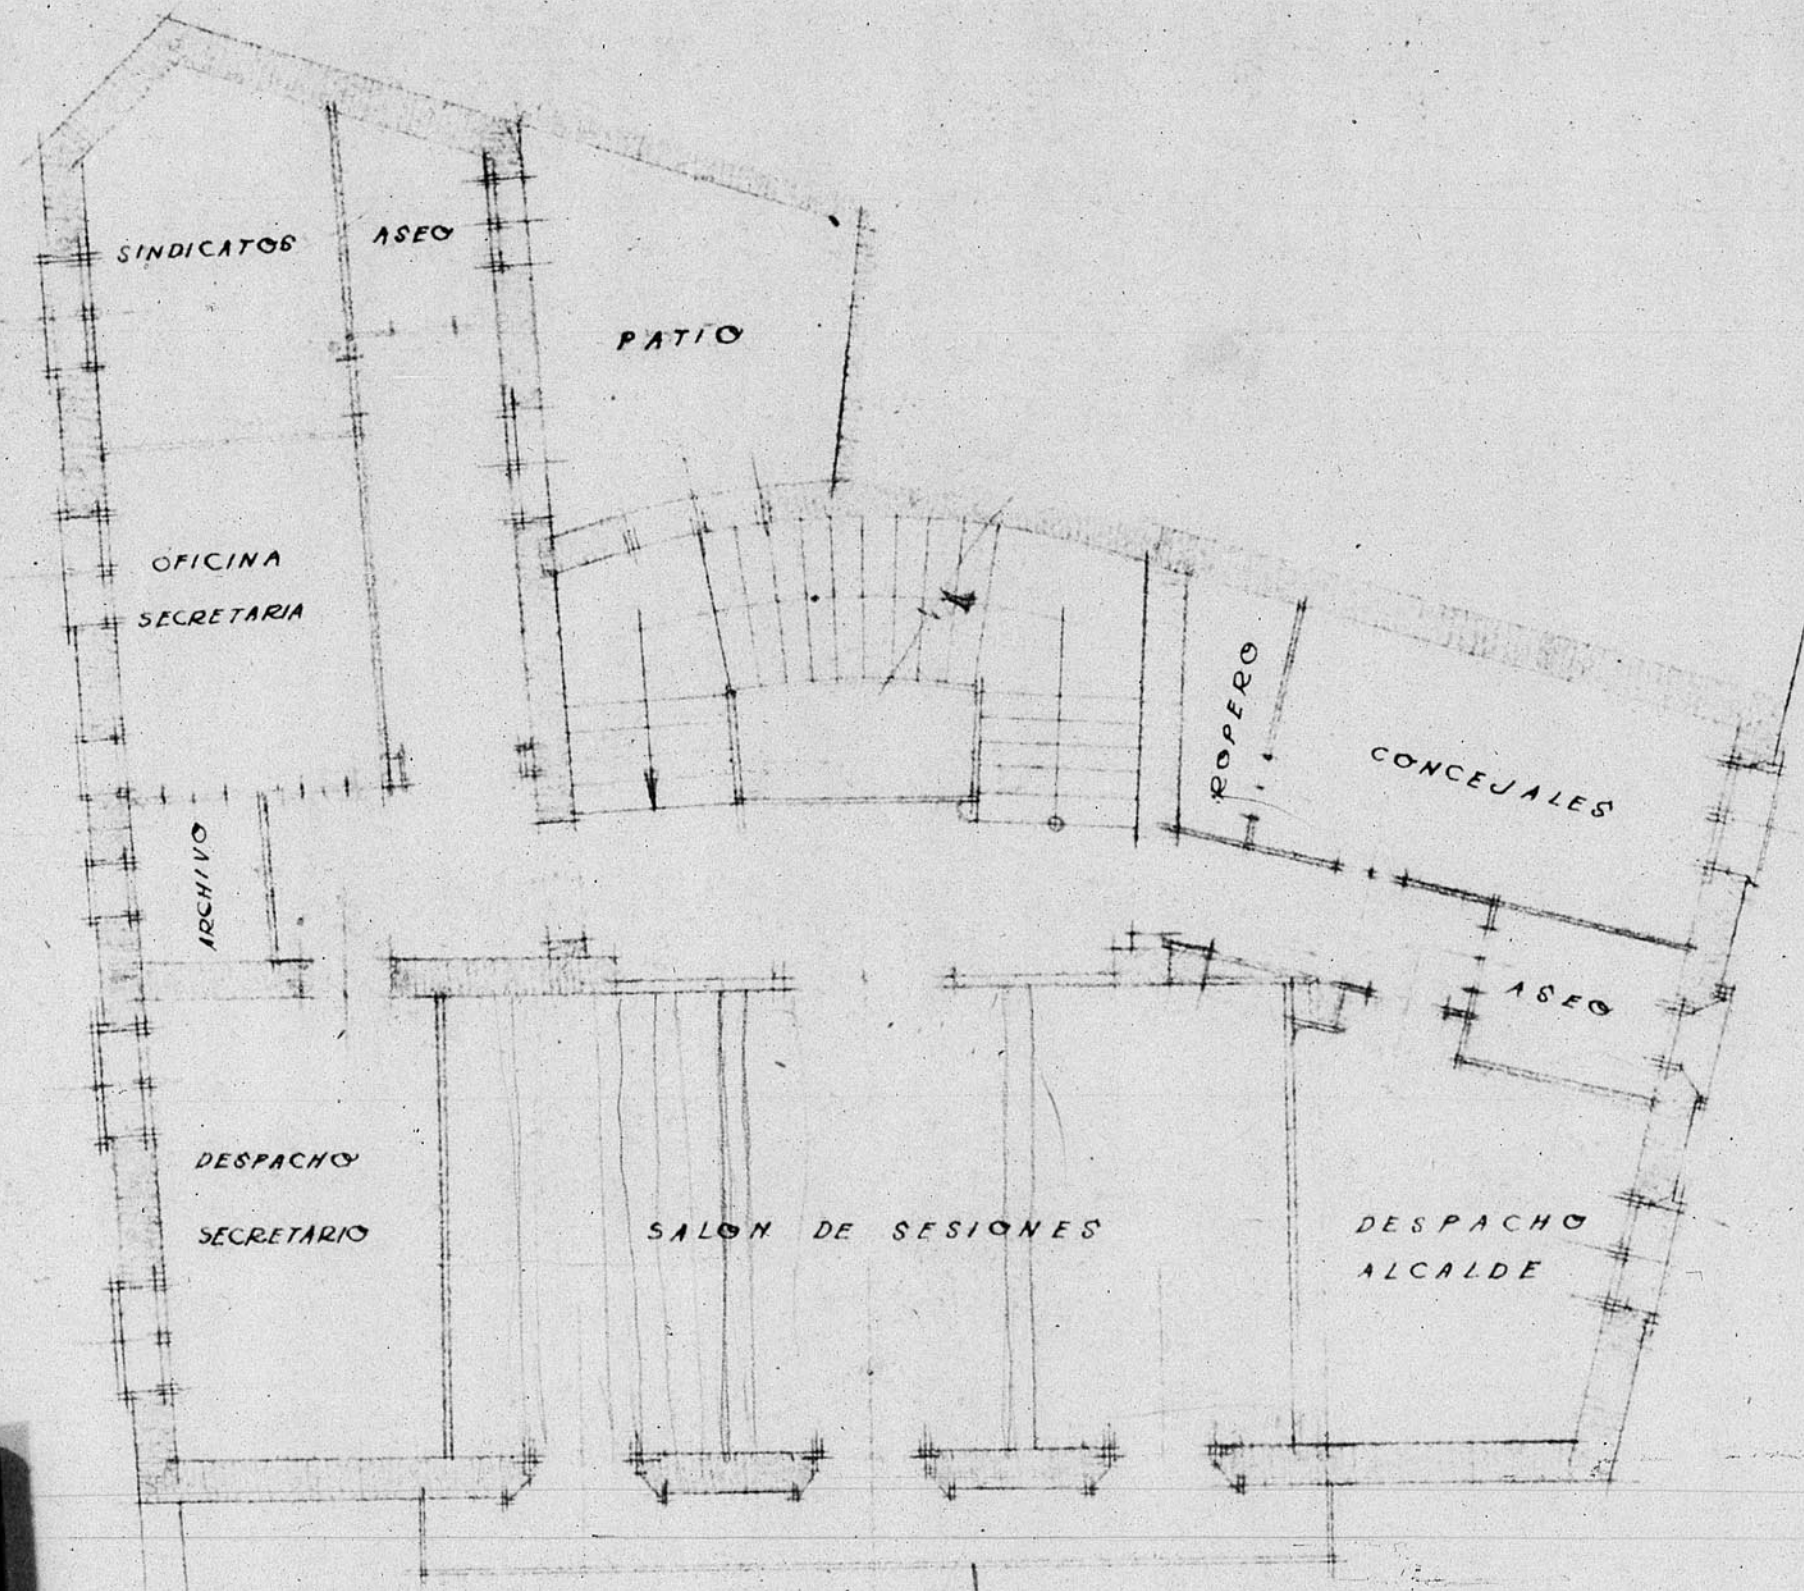 SINDICATOS
ASEO
PATIO
OFICINA
SECRETARIA
ROPERO
CONCEJALES
ARCHIVO
ASEO
DESPACHO
SECRETARIO
SALON DE SESIONES
DESPACHO
ALCALDE